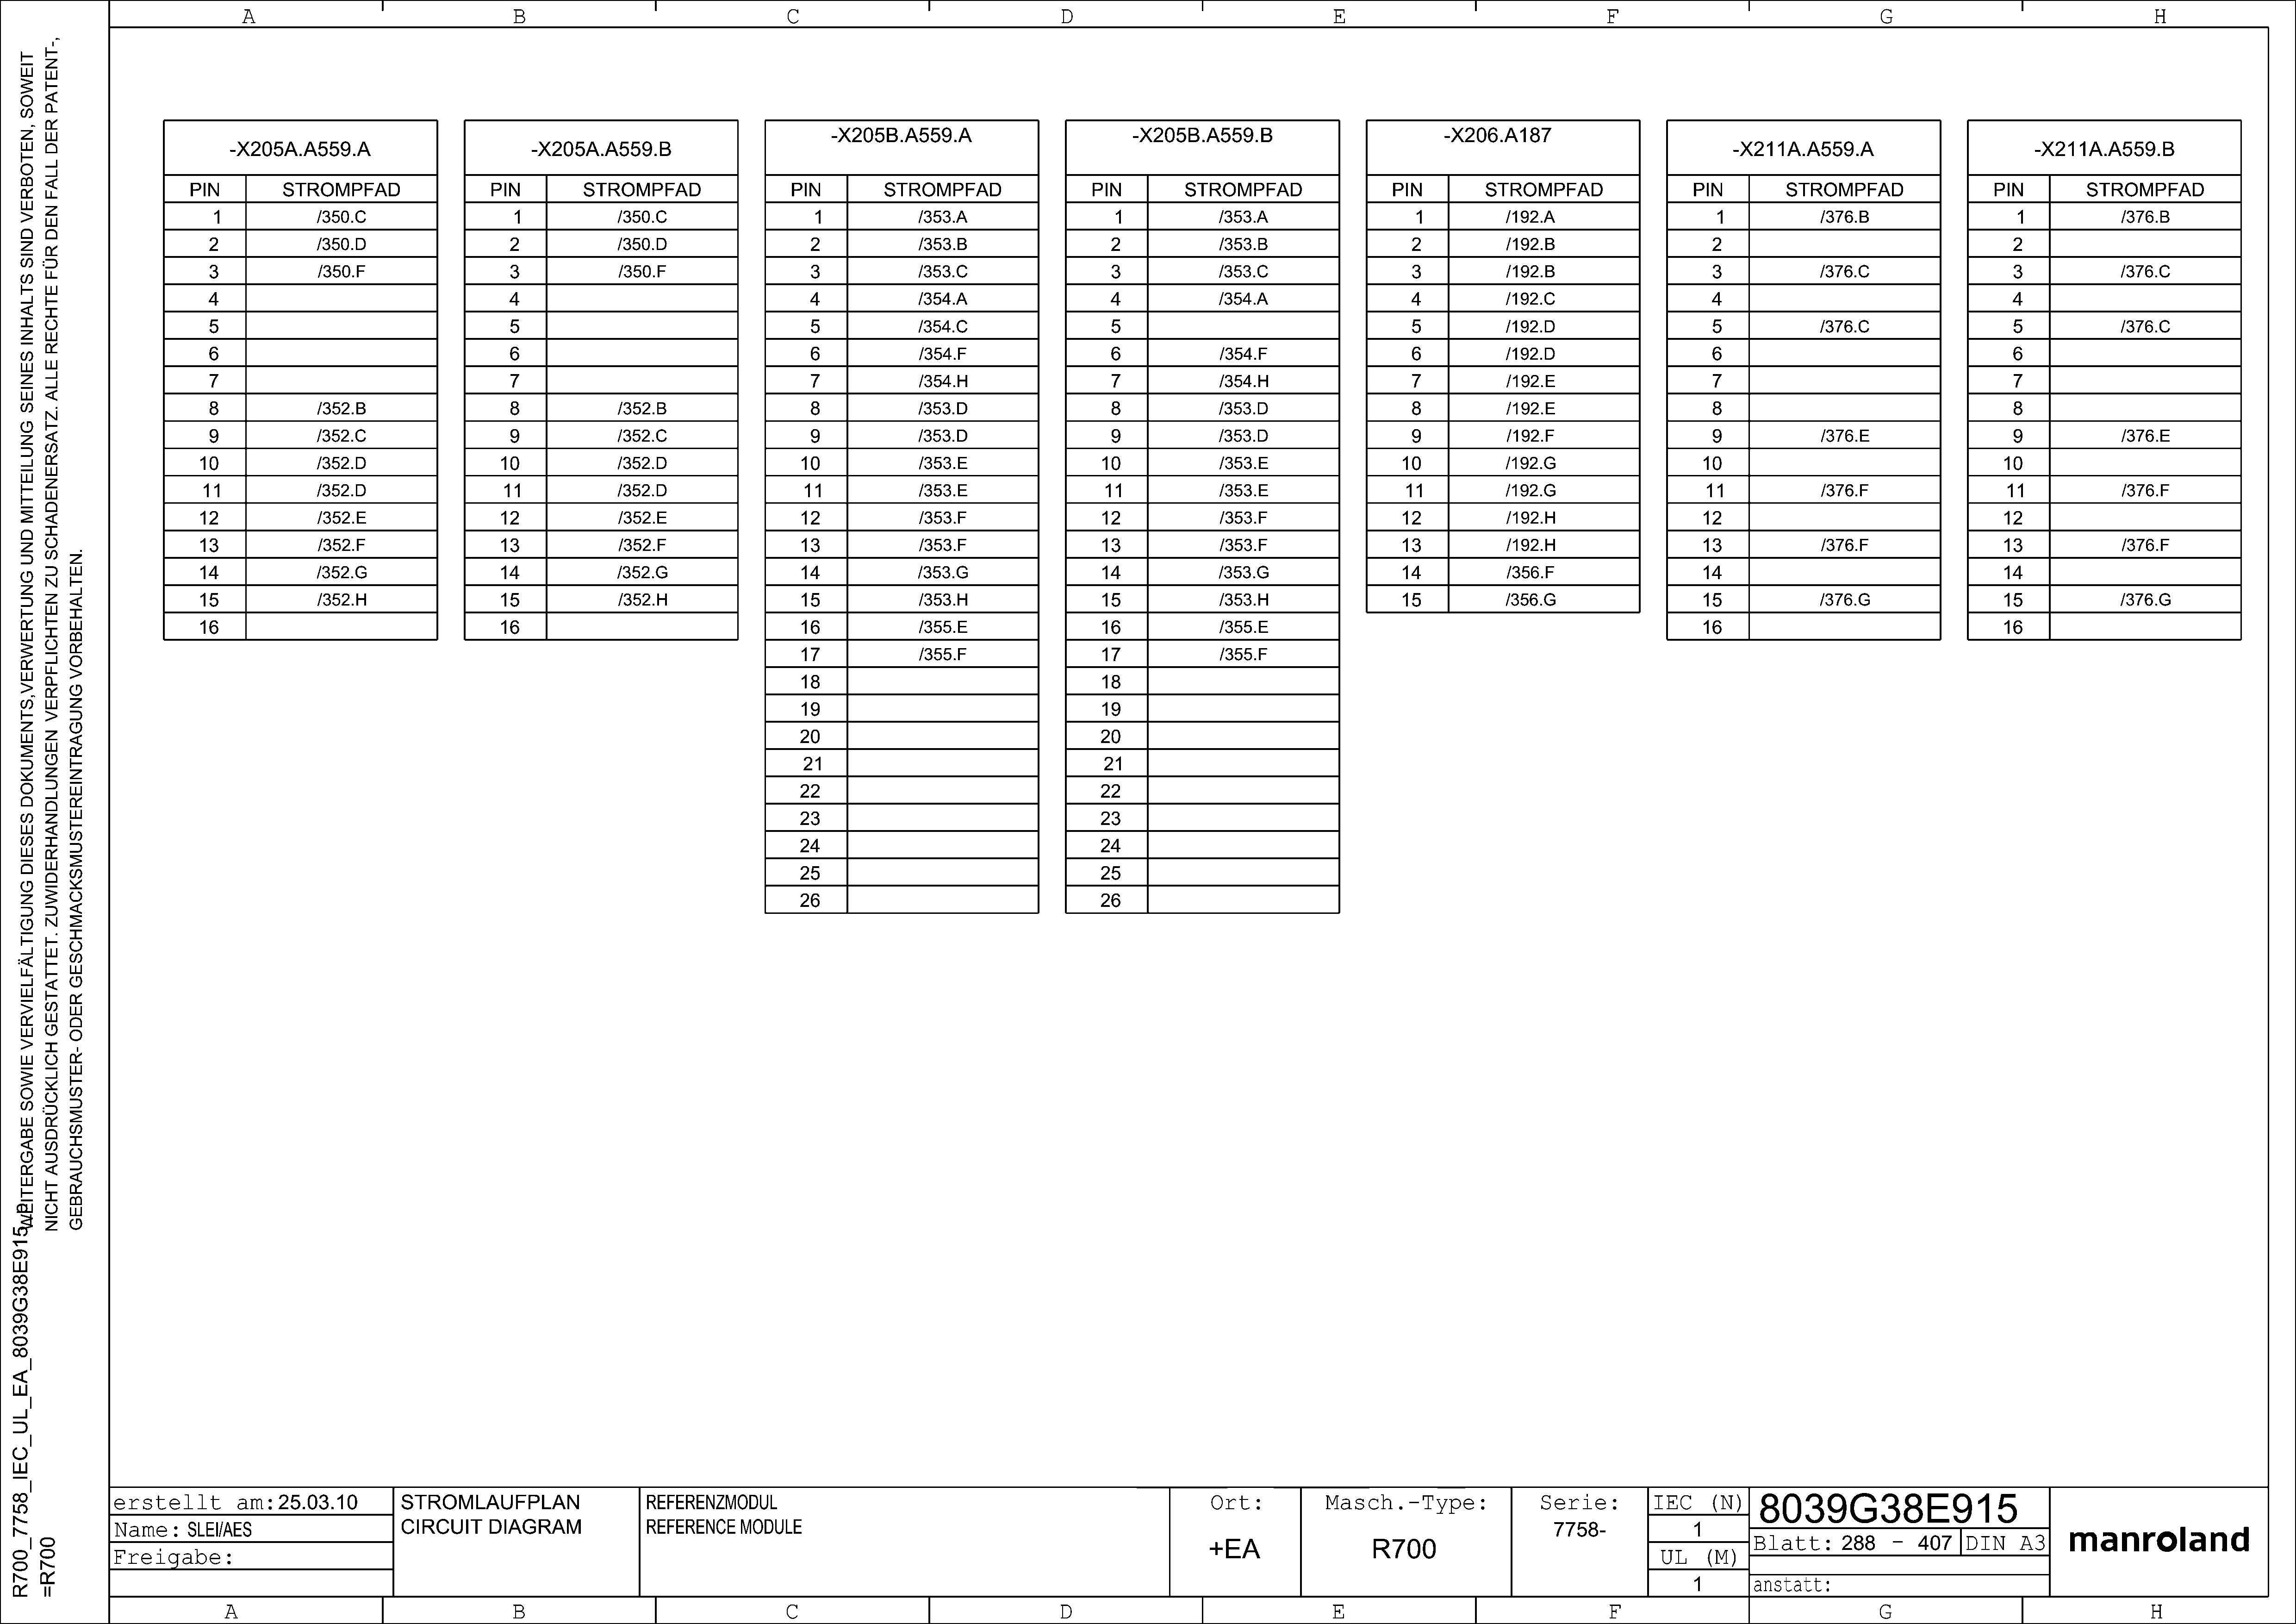 A B C D E F G H
-X205A.A559.A -X205A.A559.B -X205B.A559.A -X205B.A559.B -X206.A187 -X211A.A559.A -X211A.A559.B
PIN STROMPFAD PIN STROMPFAD PIN STROMPFAD PIN STROMPFAD PIN STROMPFAD PIN STROMPFAD PIN STROMPFAD
1 /350.C 1 /350.C 1 /353.A 1 /353.A 1 /192.A 1 /376.B 1 /376.B
2 /350.D 2 /350.D 2 /353.B 2 /353.B 2 /192.B 2 2
3 /350.F 3 /350.F 3 /353.C 3 /353.C 3 /192.B 3 /376.C 3 /376.C
4 4 4 /354.A 4 /354.A 4 /192.C 4 4
5 5 5 /354.C 5 5 /192.D 5 /376.C 5 /376.C
6 6 6 /354.F 6 /354.F 6 /192.D 6 6
7 7 7 /354.H 7 /354.H 7 /192.E 7 7
8 /352.B 8 /352.B 8 /353.D 8 /353.D 8 /192.E 8 8
9 /352.C 9 /352.C 9 /353.D 9 /353.D 9 /192.F 9 /376.E 9 /376.E
10 /352.D 10 /352.D 10 /353.E 10 /353.E 10 /192.G 10 10
11 /352.D 11 /352.D 11 /353.E 11 /353.E 11 /192.G 11 /376.F 11 /376.F
12 /352.E 12 /352.E 12 /353.F 12 /353.F 12 /192.H 12 12
13 /352.F 13 /352.F 13 /353.F 13 /353.F 13 /192.H 13 /376.F 13 /376.F
14 /352.G 14 /352.G 14 /353.G 14 /353.G 14 /356.F 14 14
15 /352.H 15 /352.H 15 /353.H 15 /353.H 15 /356.G 15 /376.G 15 /376.G
16 16 16 /355.E 16 /355.E 16 16
17 /355.F 17 /355.F
18 18
19 19
20 20
21 21
22 22
23 23
24 24
25 25
26 26
WEITERGABE SOWIE VERVIELFÄLTIGUNG DIESES DOKUMENTS,VERWERTUNG UND MITTEILUNG SEINES INHALTS SIND VERBOTEN, SOWEIT
NICHT AUSDRÜCKLICH GESTATTET. ZUWIDERHANDLUNGEN VERPFLICHTEN ZU SCHADENERSATZ. ALLE RECHTE FÜR DEN FALL DER PATENT-,
GEBRAUCHSMUSTER- ODER GESCHMACKSMUSTEREINTRAGUNG VORBEHALTEN.
R700_7758_IEC_UL_EA_8039G38E915_P
=R700
erstellt am: 25.03.10 STROMLAUFPLAN REFERENZMODUL Ort: Masch.-Type: Serie: IEC (N) 8039G38E915
Name: SLEI/AES CIRCUIT DIAGRAM REFERENCE MODULE +EA R700 7758- 1 Blatt: 288 - 407 DIN A3 manroland
Freigabe: UL (M)
1 anstatt:
A B C D E F G H